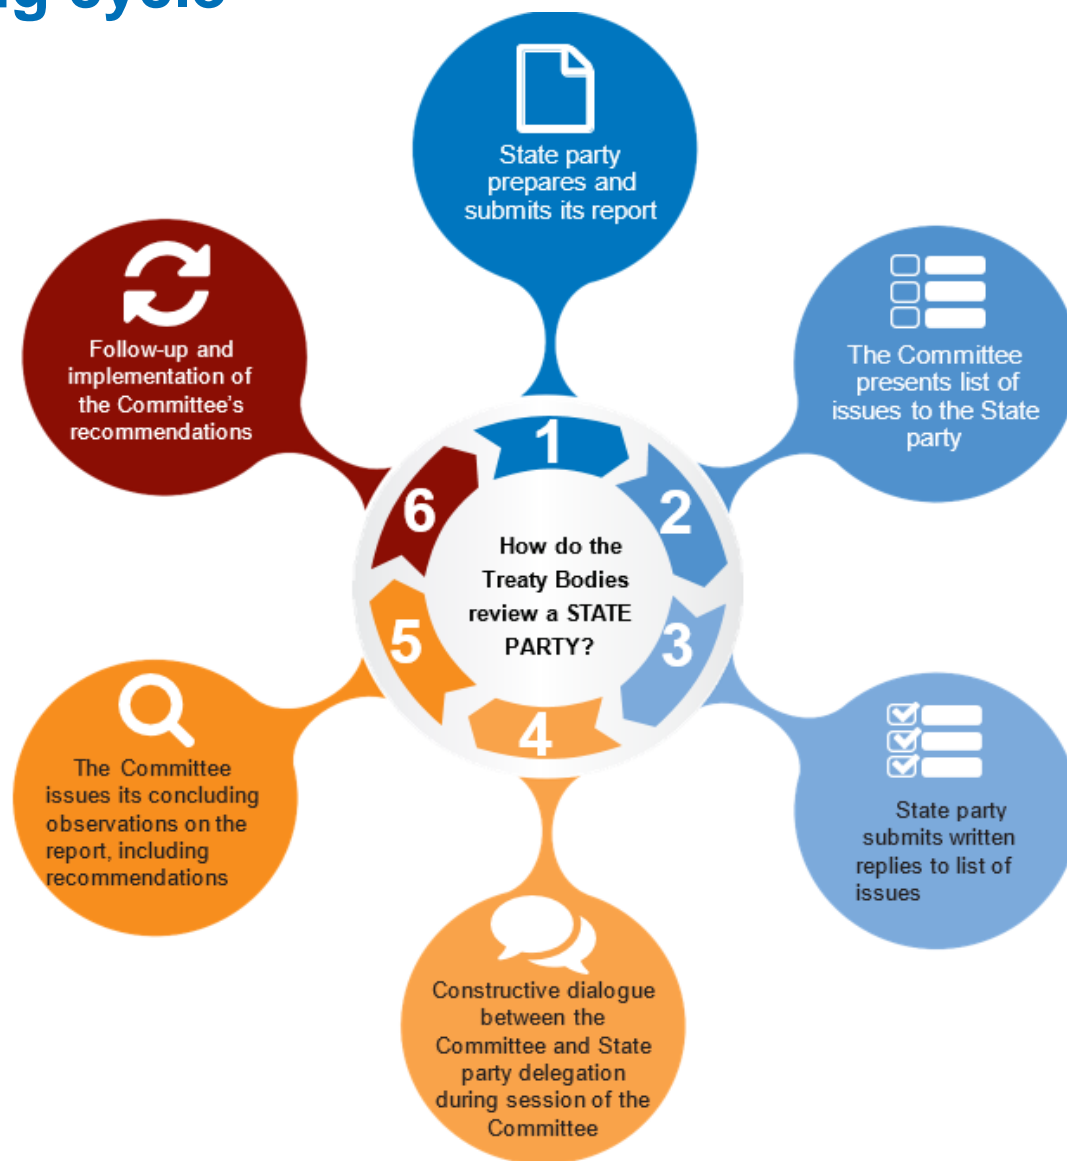 cycle
State party
prepares and
submits its report
The Committee
presents list of
issues to the State
party
State party
submits written
replies to list of
issues
Constructive dialogue
between the
Committee and State
party delegation
during session of the
Committee
The Committee
issues its concluding
observations on the
report, including
recommendations
Follow-up and
implementation of
the Committee's
recommendations
1
2
3
4
5
6
How do the
Treaty Bodies
review a STATE
PARTY?